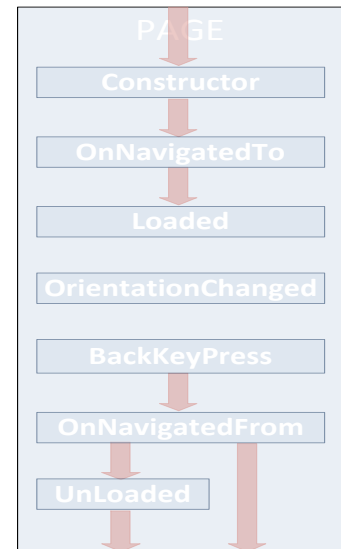 PAGE
Constructor
OnNavigatedTo
Loaded
OrientationChanged
BackKeyPress
OnNavigatedFrom
UnLoaded